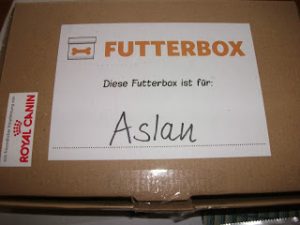 FUTTERBOX
Diese Futterbox ist für:
Aslan
ROYAL CANIN